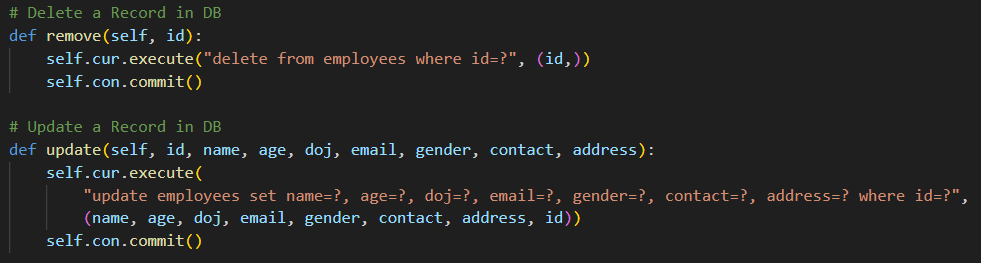 # Delete a Record in DB
def remove(self, id):
    self.cur.execute("delete from employees where id=?", (id,))
    self.con.commit()

# Update a Record in DB
def update(self, id, name, age, doj, email, gender, contact, address):
    self.cur.execute(
        "update employees set name=?, age=?, doj=?, email=?, gender=?, contact=?, address=? where id=?",
        (name, age, doj, email, gender, contact, address, id))
    self.con.commit()